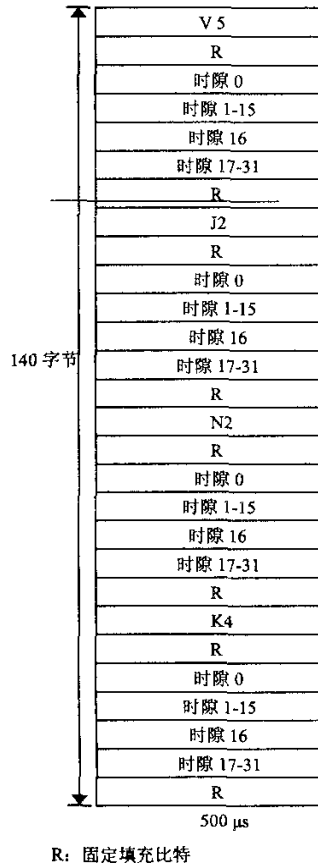 V 5
R
时隙 0
时隙 1-15
时隙 16
时隙 17-31
R
J2
R
时隙 0
时隙 1-15
时隙 16
140 字节
时隙 17-31
R
N2
R
时隙 0
时隙 1-15
时隙 16
时隙 17-31
R
K4
R
时隙 0
时隙 1-15
时隙 16
时隙 17-31
R
500 μs
R：固定填充比特